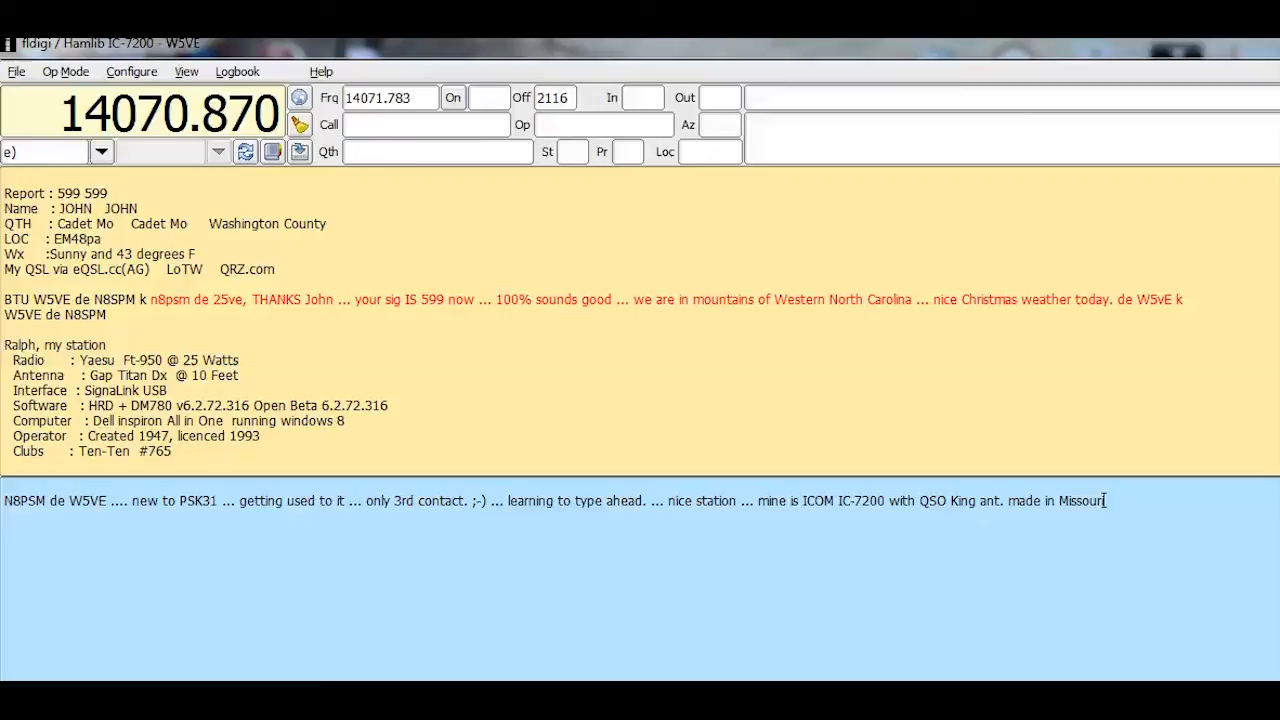 fldigi / Hamlib IC-7200 - W5VE
File Op Mode Configure View Logbook Help
14070.870
Frq 14071.783 On Off 2116 In Out
Call Op Az
e)
Qth St Pr Loc
Report : 599 599
Name : JOHN JOHN
QTH : Cadet Mo Cadet Mo Washington County
LOC : EM48pa
Wx :Sunny and 43 degrees F
My QSL via eQSL.cc(AG) LoTW QRZ.com
BTU W5VE de N8SPM k n8psm de 25ve, THANKS John ... your sig IS 599 now ... 100% sounds good ... we are in mountains of Western North Carolina ... nice Christmas weather today. de W5vE k
W5VE de N8SPM
Ralph, my station
Radio : Yaesu Ft-950 @ 25 Watts
Antenna : Gap Titan Dx @ 10 Feet
Interface : SignaLink USB
Software : HRD + DM780 v6.2.72.316 Open Beta 6.2.72.316
Computer : Dell inspiron All in One running windows 8
Operator : Created 1947, licenced 1993
Clubs : Ten-Ten #765
N8PSM de W5VE .... new to PSK31 ... getting used to it ... only 3rd contact. ;-) ... learning to type ahead. ... nice station ... mine is ICOM IC-7200 with QSO King ant. made in Missouri